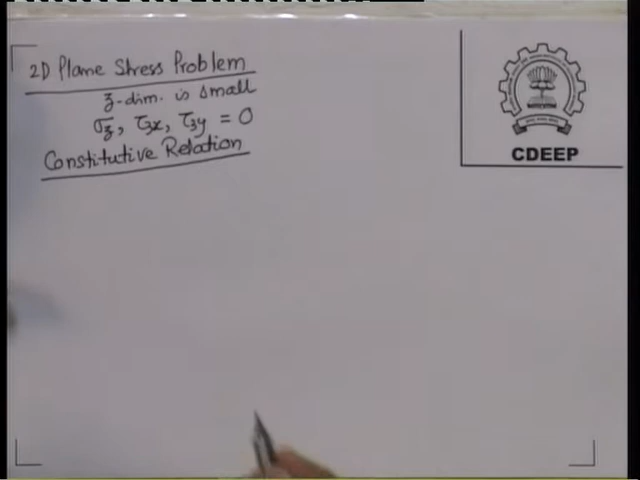 2D Plane Stress Problem
z-dim. is small
σz, τzx, τzy = 0
Constitutive Relation
CDEEP